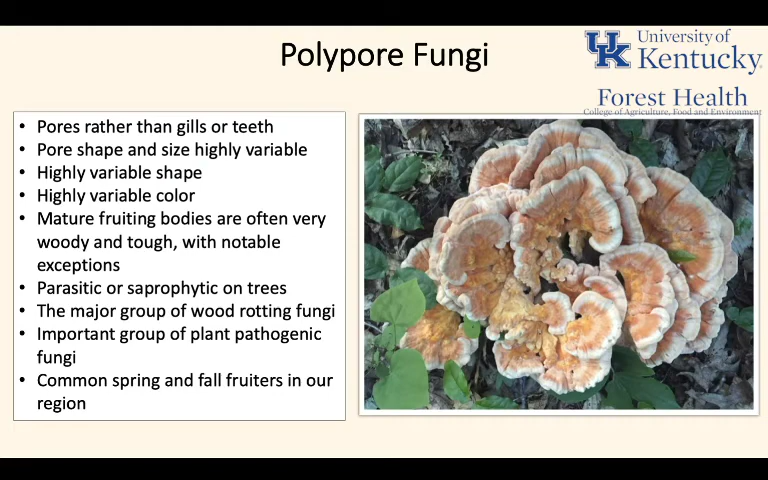 Polypore Fungi
UK
University of
Kentucky.
Forest Health
College of Agriculture, Food and Environment
• Pores rather than gills or teeth
• Pore shape and size highly variable
• Highly variable shape
• Highly variable color
• Mature fruiting bodies are often very
woody and tough, with notable
exceptions
• Parasitic or saprophytic on trees
• The major group of wood rotting fungi
• Important group of plant pathogenic
fungi
• Common spring and fall fruiters in our
region